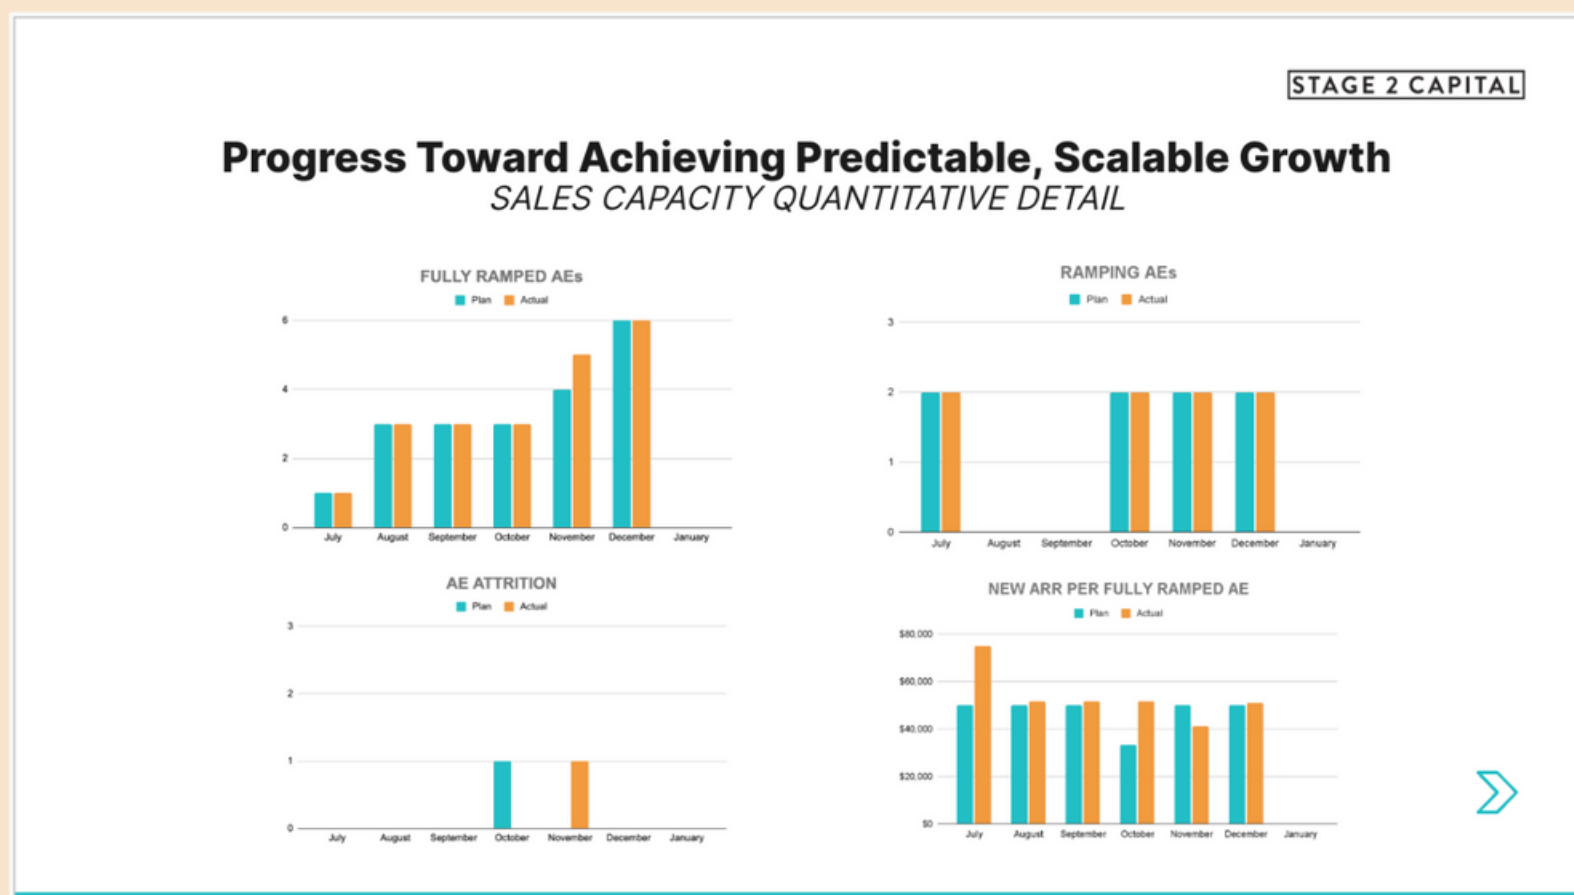 STAGE 2 CAPITAL
Progress Toward Achieving Predictable, Scalable Growth
SALES CAPACITY QUANTITATIVE DETAIL
FULLY RAMPED AEs
Plan Actual
6
4
2
0
July August September October November December January
RAMPING AEs
Plan Actual
3
2
1
0
July August September October November December January
AE ATTRITION
Plan Actual
3
2
1
0
July August September October November December January
NEW ARR PER FULLY RAMPED AE
Plan Actual
$80,000
$60,000
$40,000
$20,000
$0
July August September October November December January